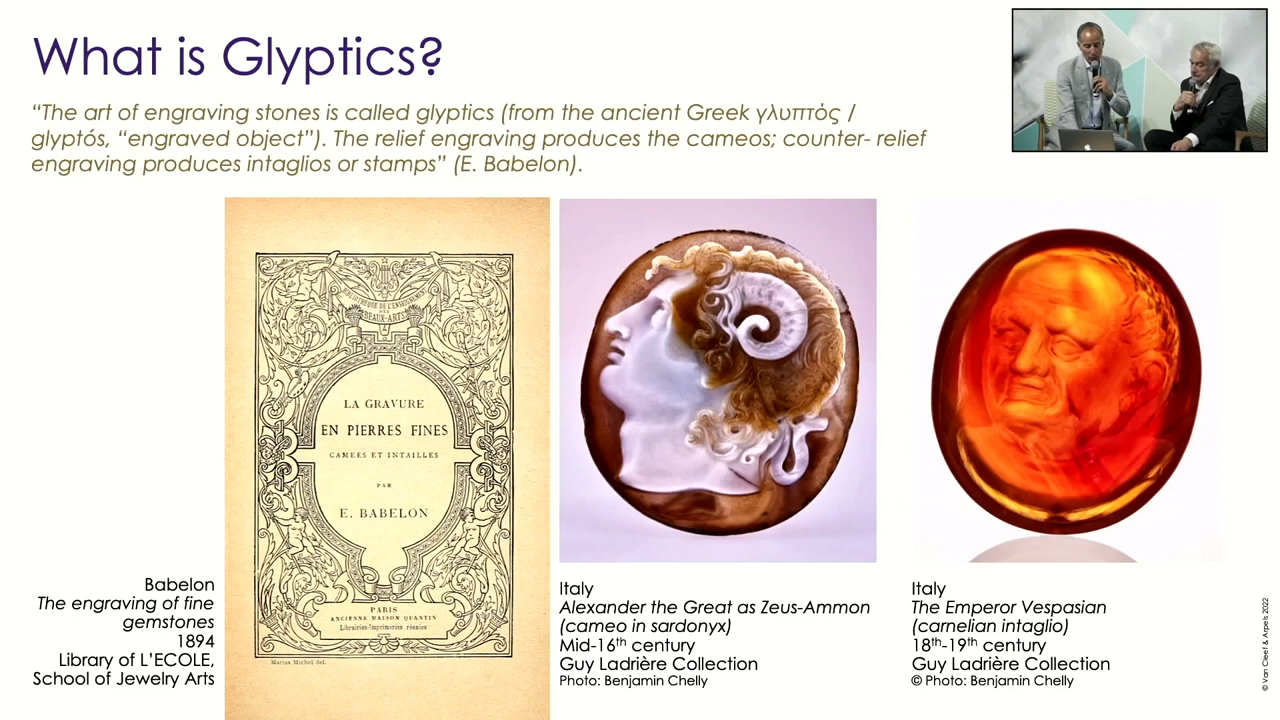 What is Glyptics?
“The art of engraving stones is called glyptics (from the ancient Greek γλυπτός /
glyptós, “engraved object”). The relief engraving produces the cameos; counter- relief
engraving produces intaglios or stamps” (E. Babelon).
BEAUX-ARTS
LA GRAVURE
EN PIERRES FINES
CAMÉES ET INTAILLES
PAR
E. BABELON
PARIS
ANCIENNE MAISON QUANTIN
Librairies-Imprimeries réunies
Marius Michel del.
Babelon
The engraving of fine
gemstones
1894
Library of L’ECOLE,
School of Jewelry Arts
Italy
Alexander the Great as Zeus-Ammon
(cameo in sardonyx)
Mid-16th century
Guy Ladrière Collection
Photo: Benjamin Chelly
Italy
The Emperor Vespasian
(carnelian intaglio)
18th-19th century
Guy Ladrière Collection
© Photo: Benjamin Chelly
© Van Cleef & Arpels 2022